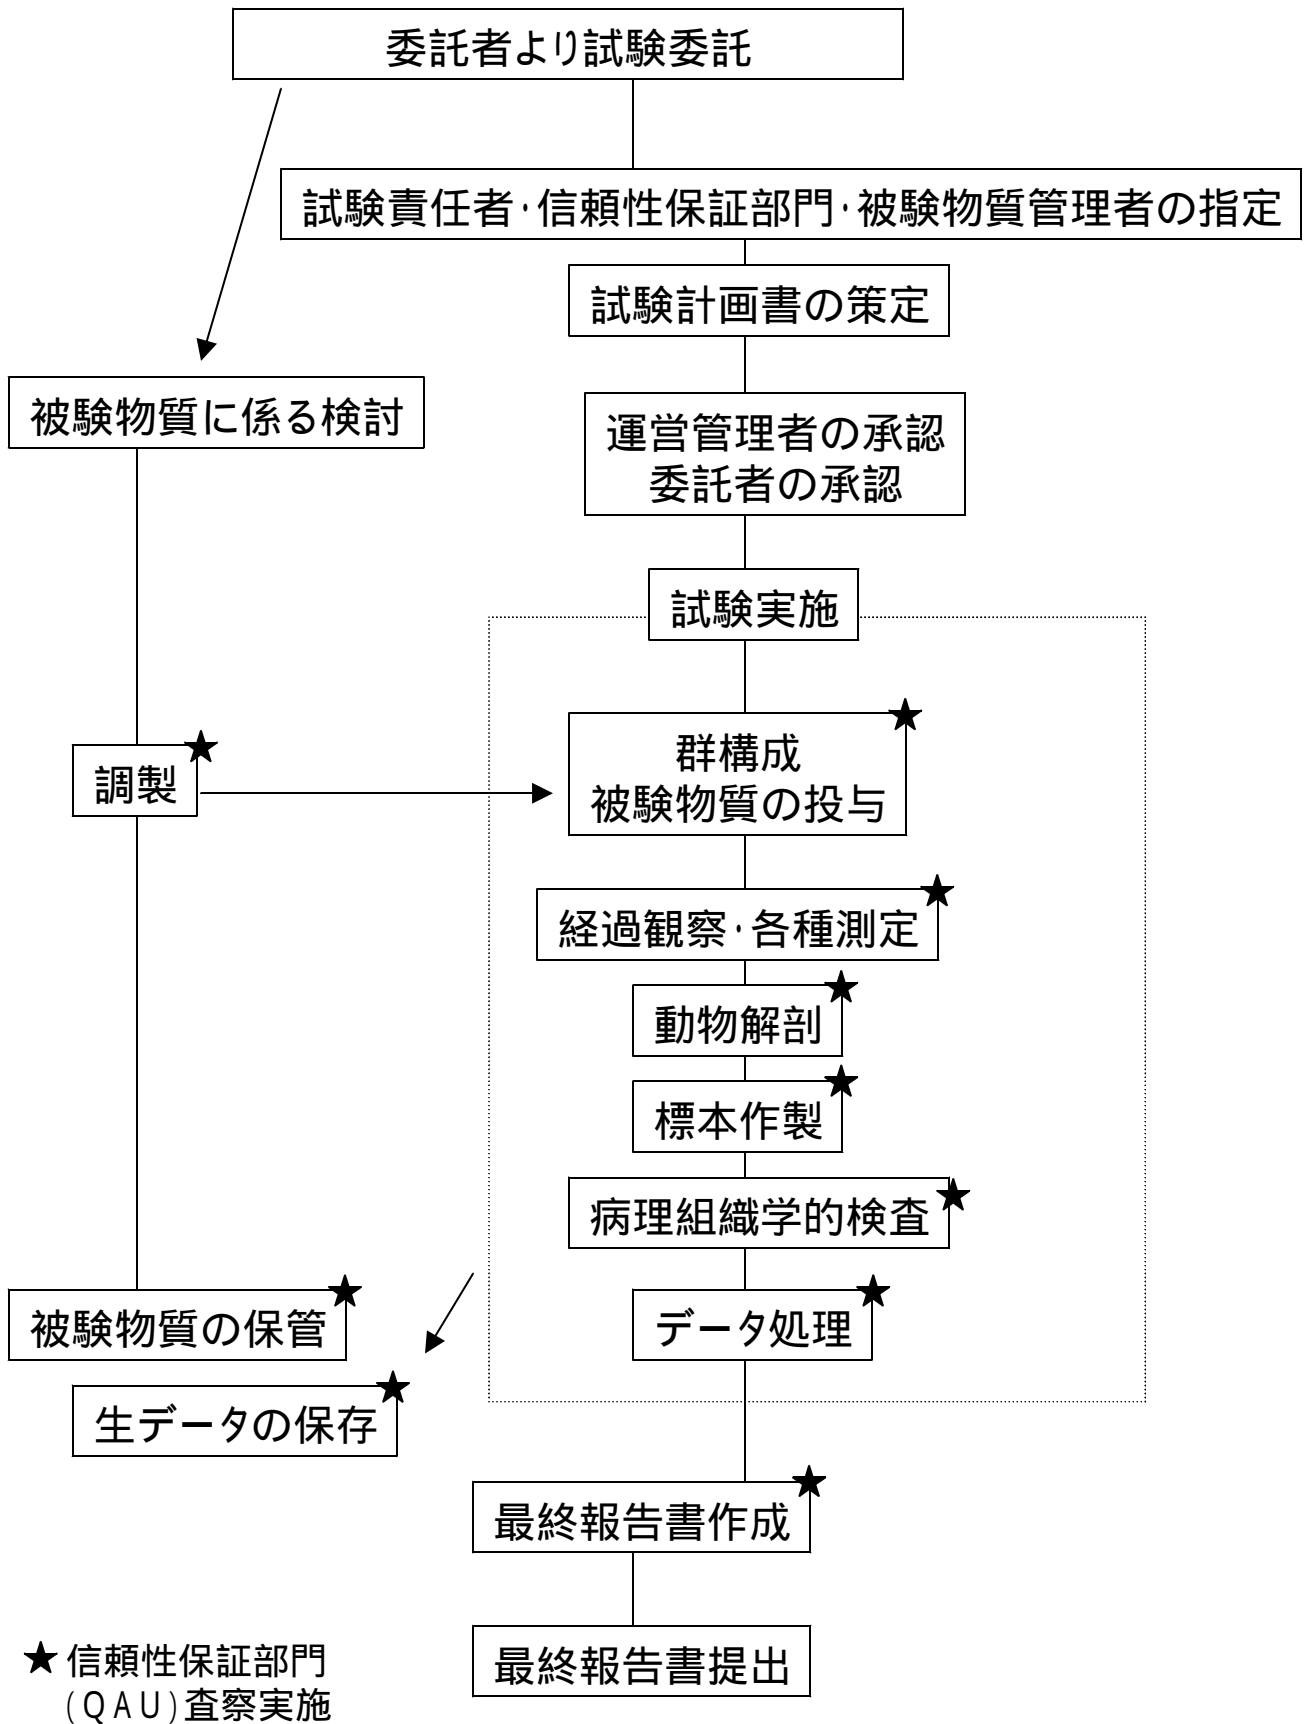 委託者より試験委託
試験責任者・信頼性保証部門・被験物質管理者の指定
試験計画書の策定
被験物質に係る検討
運営管理者の承認
委託者の承認
試験実施
群構成
被験物質の投与
調製
経過観察・各種測定
動物解剖
標本作製
病理組織学的検査
被験物質の保管
データ処理
生データの保存
最終報告書作成
最終報告書提出
★ 信頼性保証部門
(QAU)査察実施